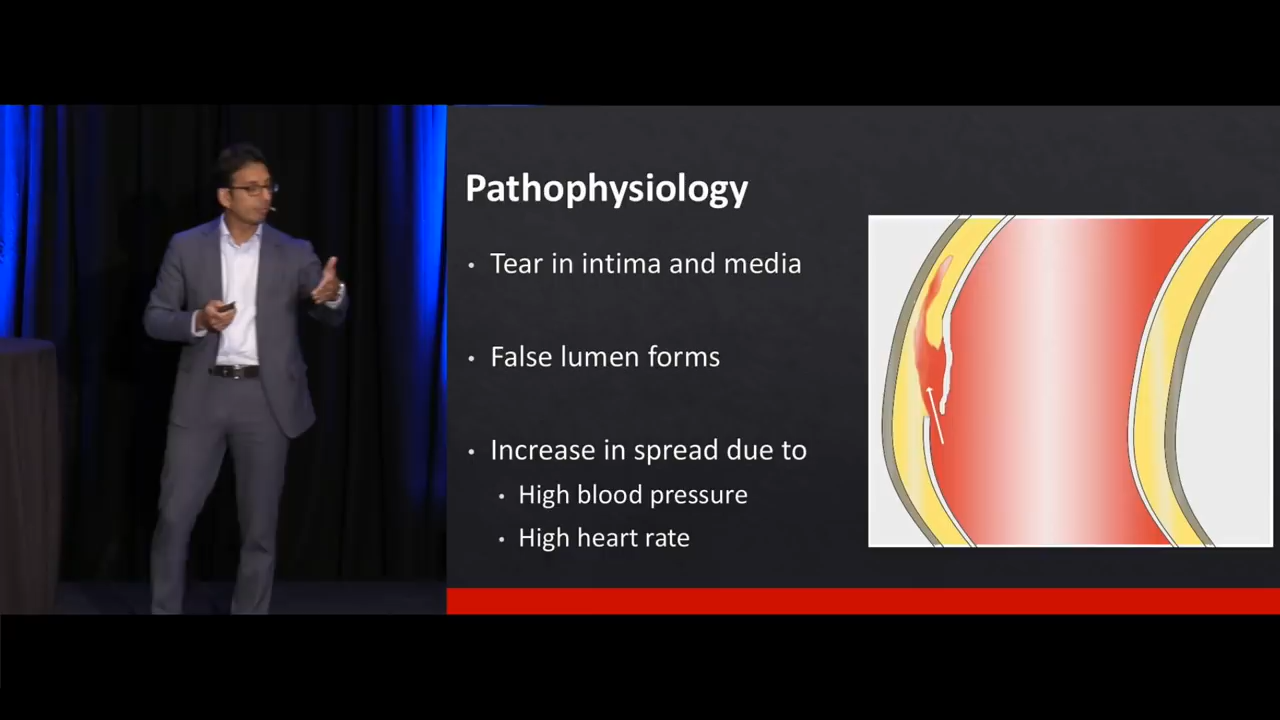 Pathophysiology
• Tear in intima and media
• False lumen forms
• Increase in spread due to
• High blood pressure
• High heart rate